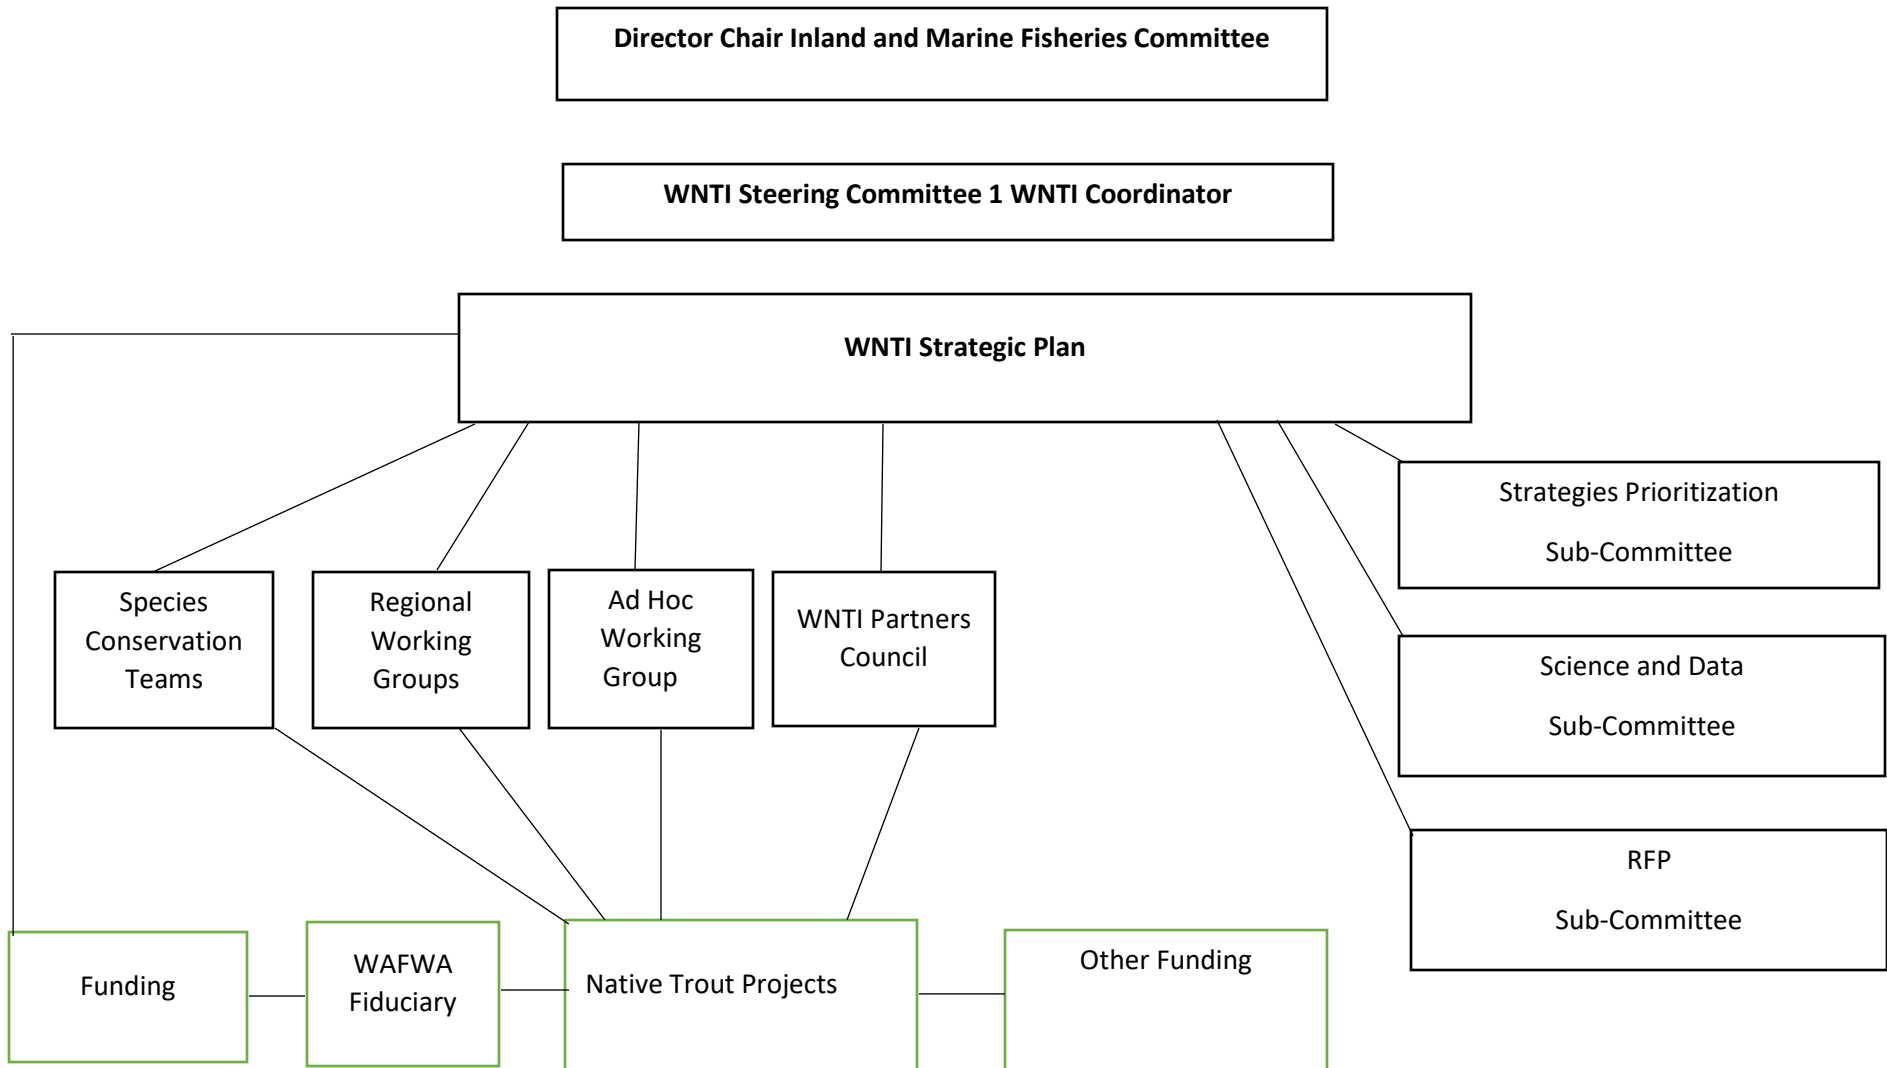 Director Chair Inland and Marine Fisheries Committee
WNTI Steering Committee 1 WNTI Coordinator
WNTI Strategic Plan
Strategies Prioritization
Sub-Committee
Species
Conservation
Teams
Regional
Working
Groups
Ad Hoc
Working
Group
WNTI Partners
Council
Science and Data
Sub-Committee
RFP
Sub-Committee
Funding
WAFWA
Fiduciary
Native Trout Projects
Other Funding